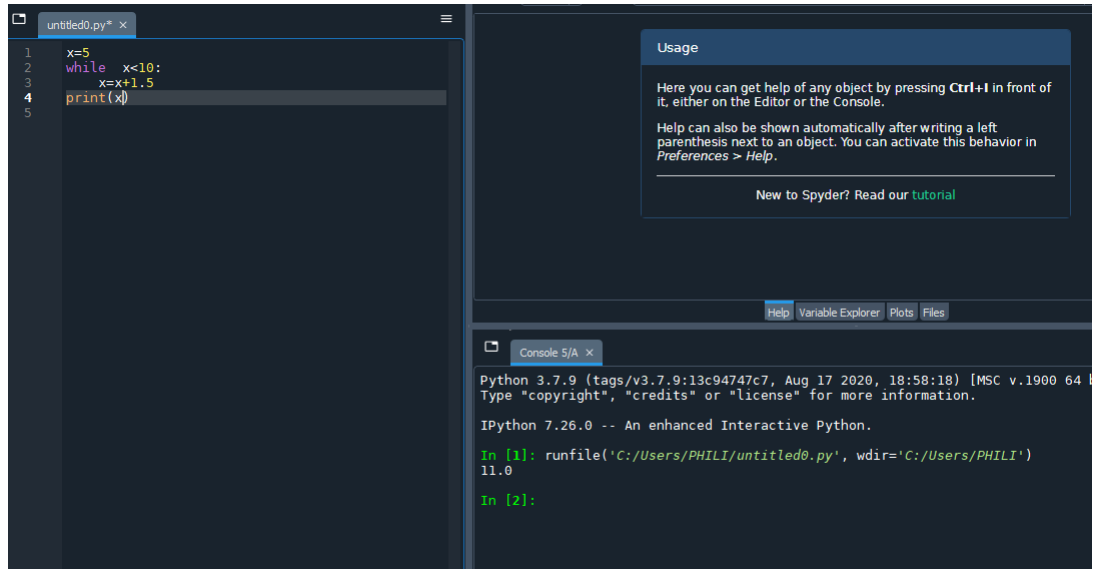 untitled0.py* ×
1 x=5
2 while  x<10:
3     x=x+1.5
4 print(x)
5
Usage
Here you can get help of any object by pressing Ctrl+I in front of
it, either on the Editor or the Console.
Help can also be shown automatically after writing a left
parenthesis next to an object. You can activate this behavior in
Preferences > Help.
New to Spyder? Read our tutorial
Help Variable Explorer Plots Files
Console 5/A ×
Python 3.7.9 (tags/v3.7.9:13c94747c7, Aug 17 2020, 18:58:18) [MSC v.1900 64
Type "copyright", "credits" or "license" for more information.
IPython 7.26.0 -- An enhanced Interactive Python.
In [1]: runfile('C:/Users/PHILI/untitled0.py', wdir='C:/Users/PHILI')
11.0
In [2]: